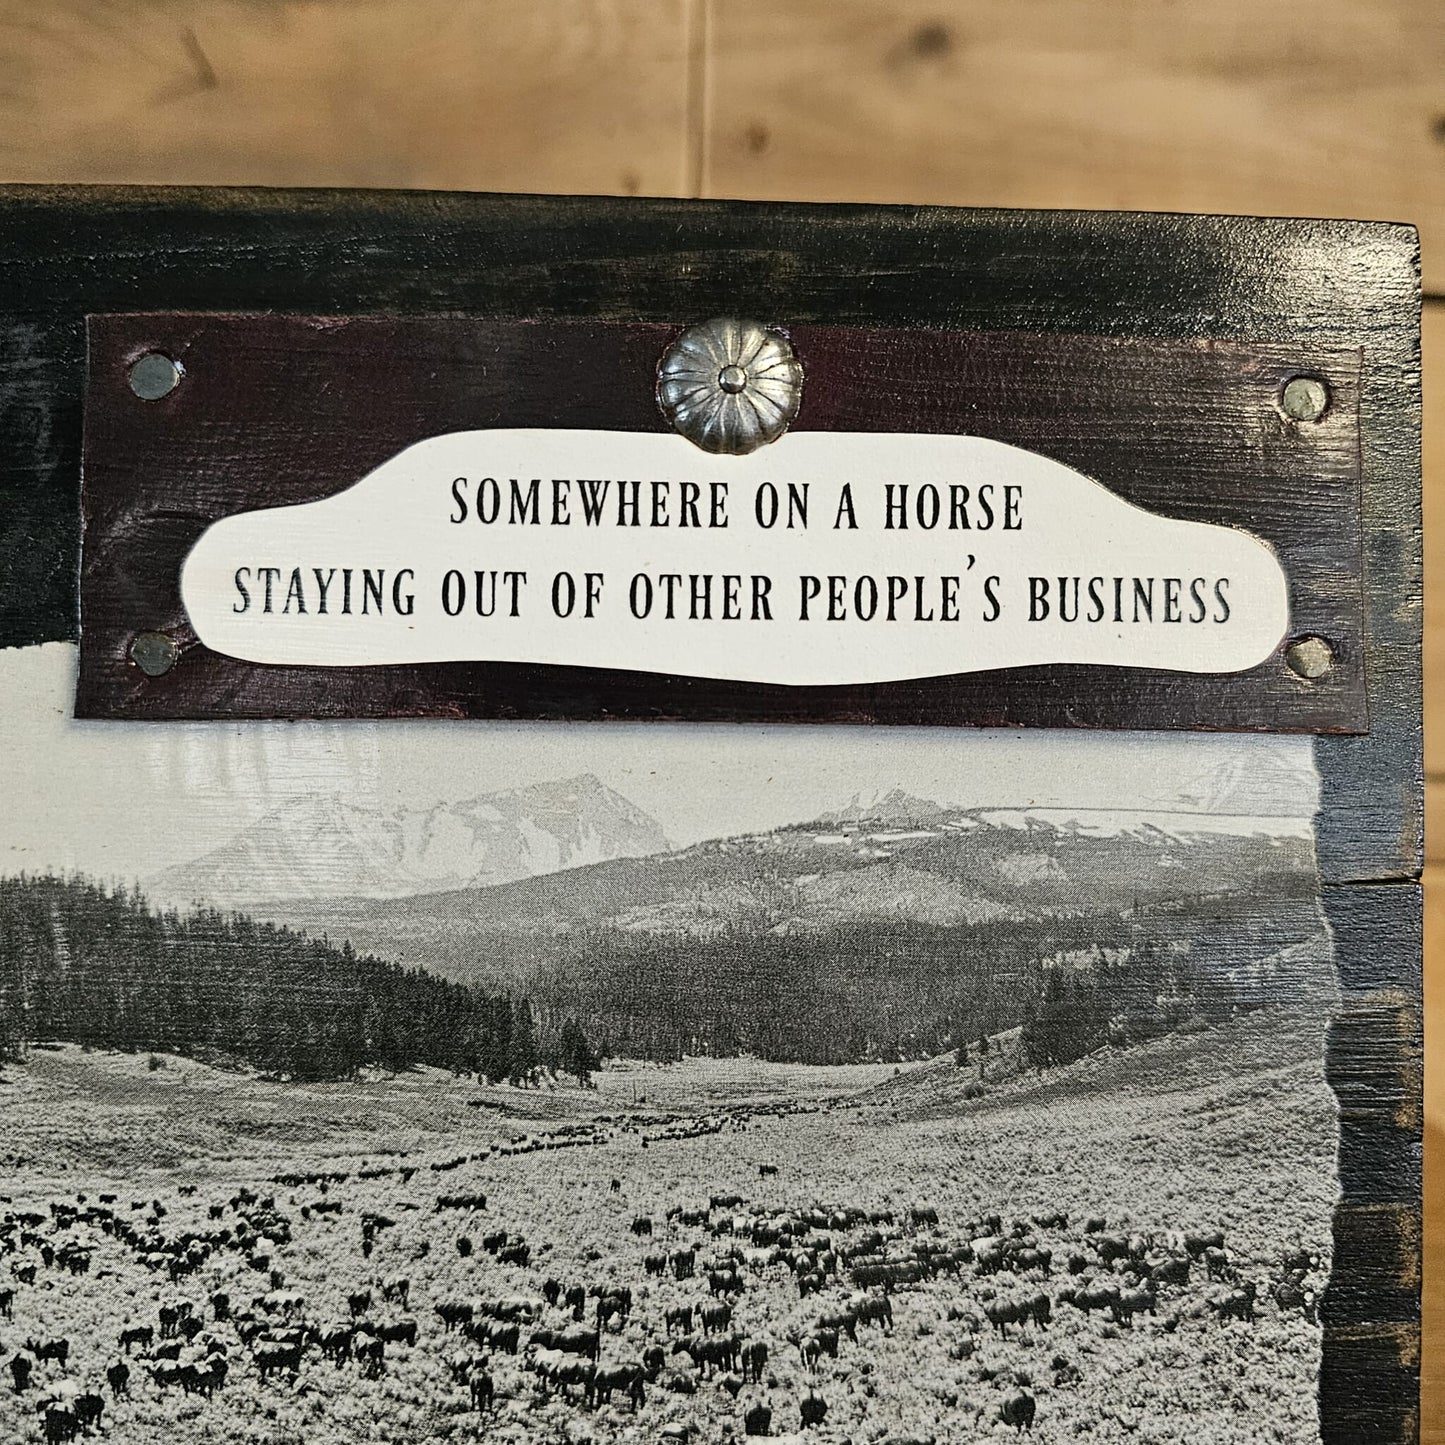 SOMEWHERE ON A HORSE
STAYING OUT OF OTHER PEOPLE'S BUSINESS